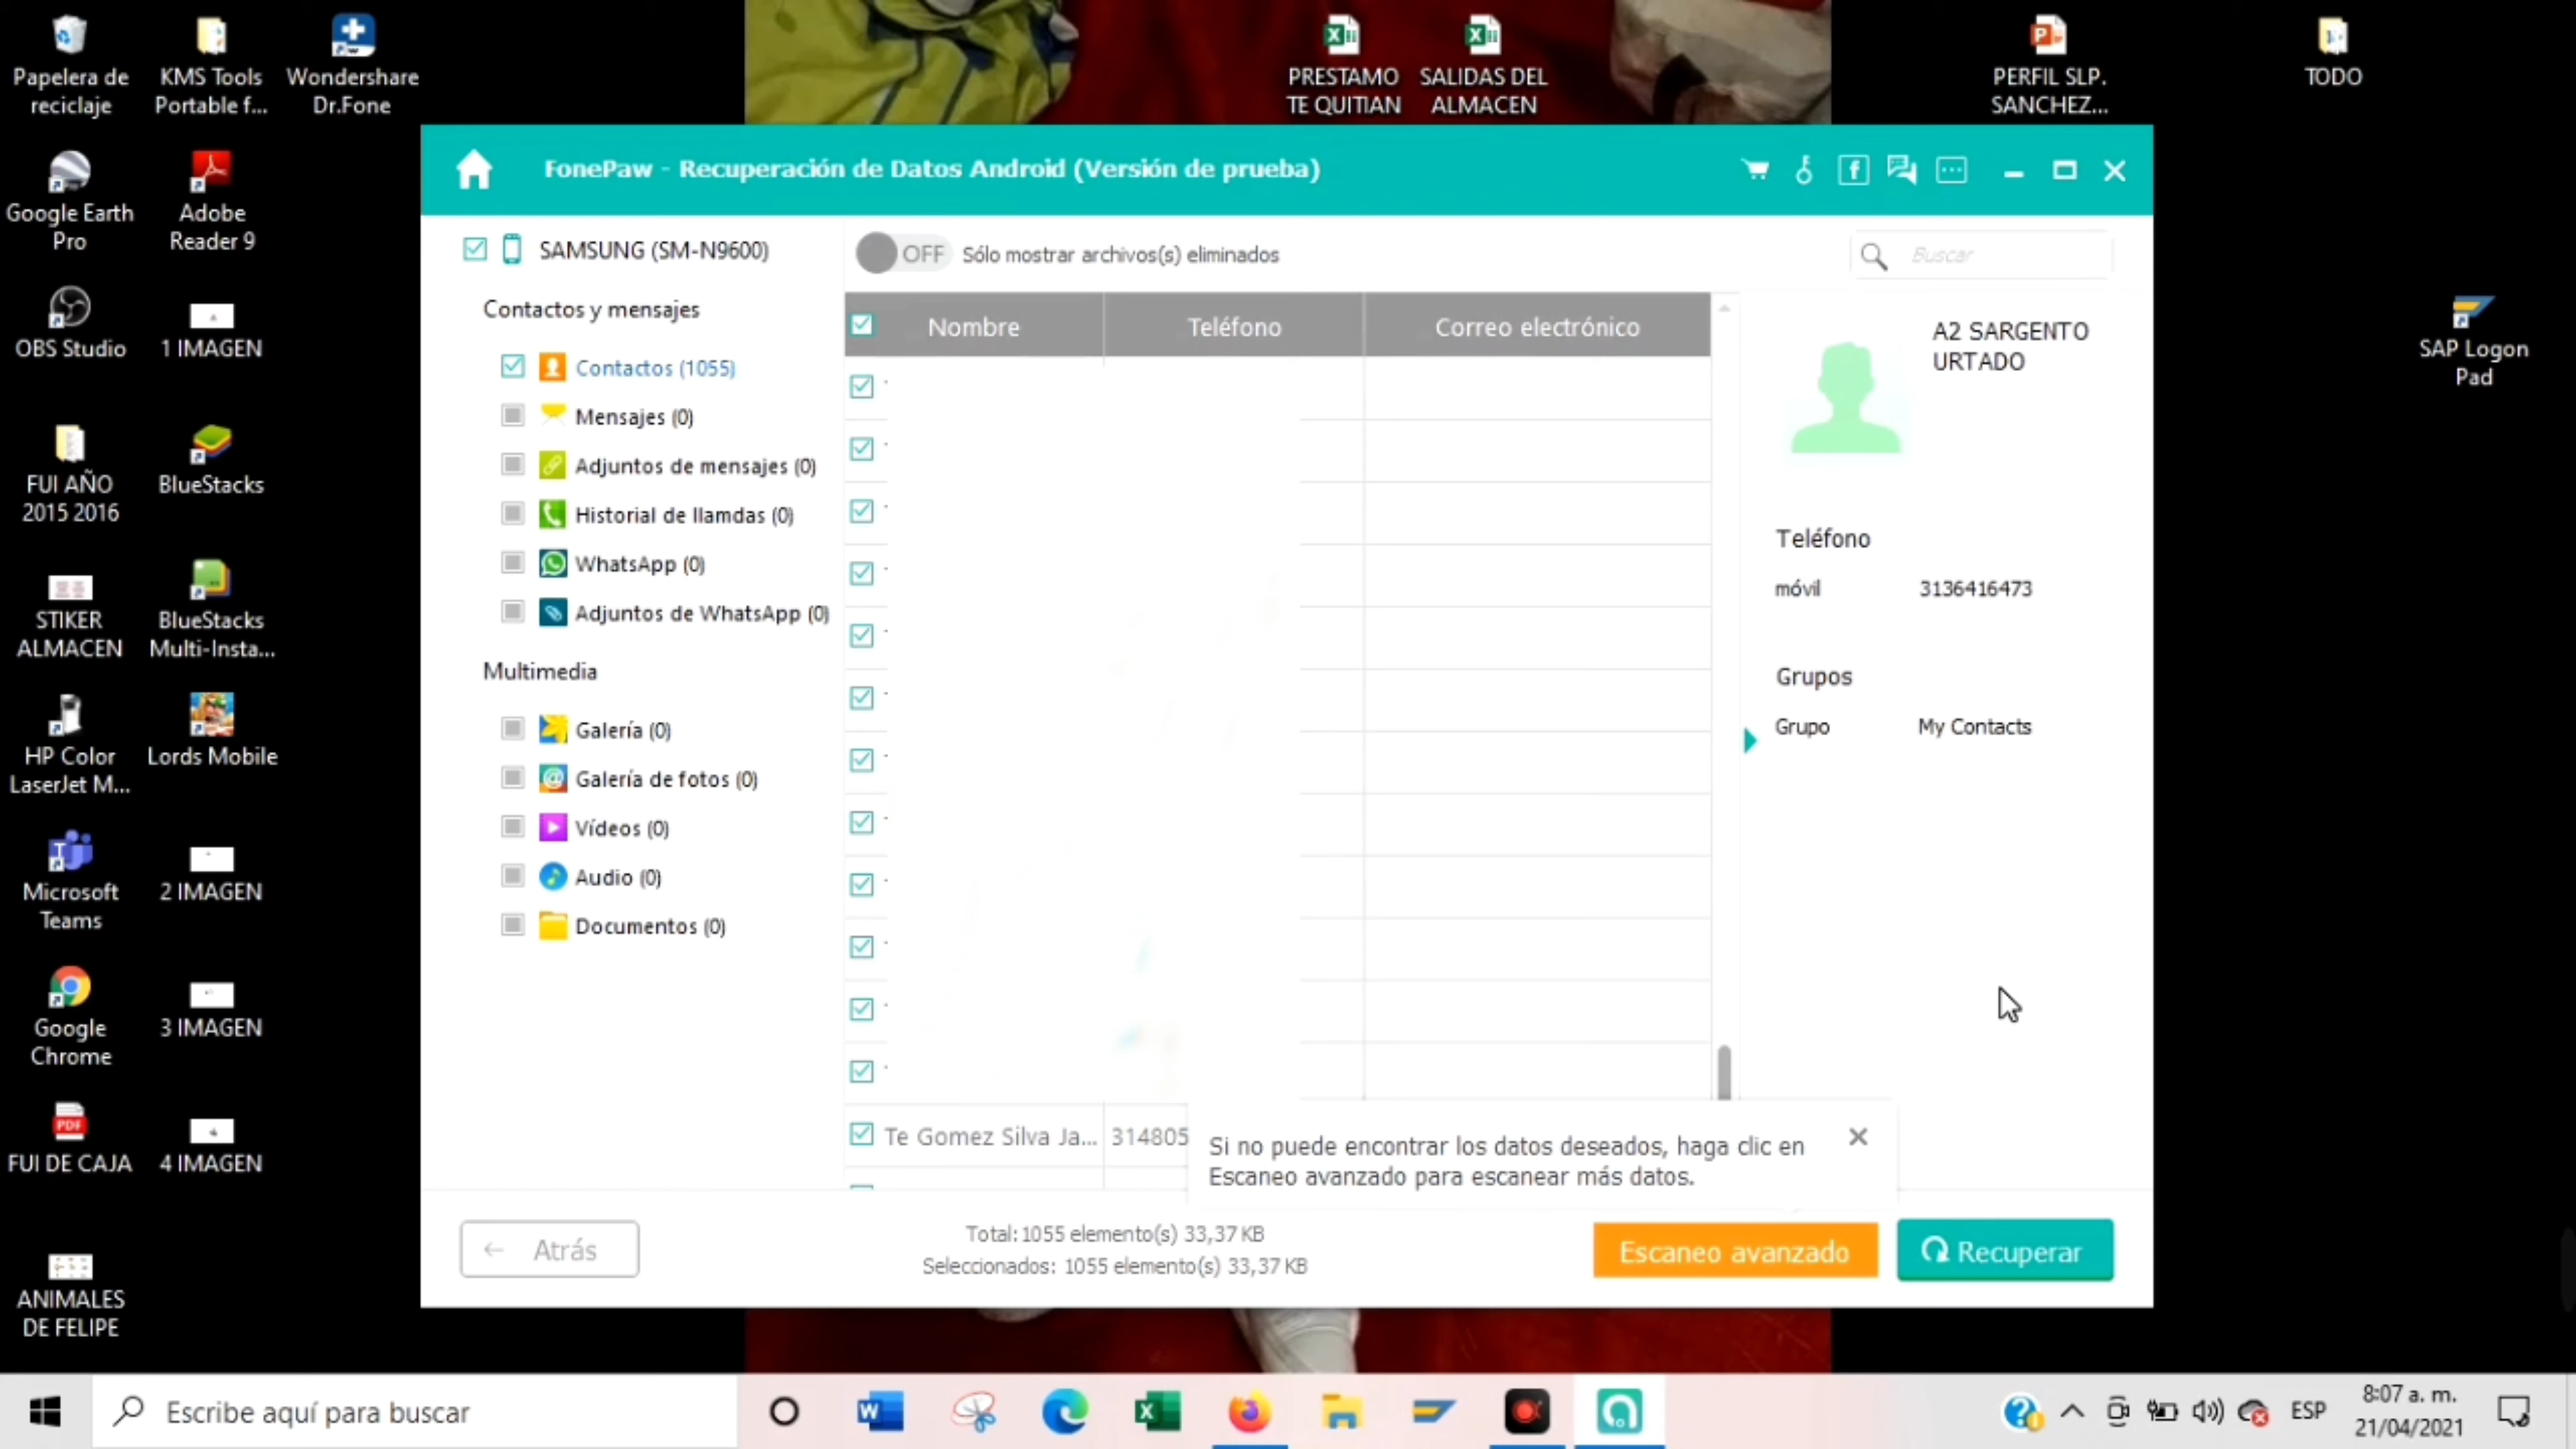 Papelera de
reciclaje
KMS Tools
Portable f...
Wondershare
Dr.Fone
PRESTAMO
TE QUITIAN
SALIDAS DEL
ALMACEN
PERFIL SLP.
SANCHEZ...
TODO
Google Earth
Pro
Adobe
Reader 9
OBS Studio
1 IMAGEN
FUI AÑO
2015 2016
BlueStacks
STIKER
ALMACEN
BlueStacks
Multi-Insta...
HP Color
LaserJet M...
Lords Mobile
Microsoft
Teams
2 IMAGEN
Google
Chrome
3 IMAGEN
FUI DE CAJA
4 IMAGEN
ANIMALES
DE FELIPE
SAP Logon
Pad
FonePaw - Recuperación de Datos Android (Versión de prueba)
SAMSUNG (SM-N9600)
Contactos y mensajes
Contactos (1055)
Mensajes (0)
Adjuntos de mensajes (0)
Historial de llamdas (0)
WhatsApp (0)
Adjuntos de WhatsApp (0)
Multimedia
Galería (0)
Galería de fotos (0)
Vídeos (0)
Audio (0)
Documentos (0)
OFF Sólo mostrar archivos(s) eliminados
Buscar
Nombre Teléfono Correo electrónico
Te Gomez Silva Ja... 314805
A2 SARGENTO
URTADO
Teléfono
móvil 3136416473
Grupos
Grupo My Contacts
Si no puede encontrar los datos deseados, haga clic en
Escaneo avanzado para escanear más datos.
Atrás
Total:1055 elemento(s) 33,37 KB
Seleccionados: 1055 elemento(s) 33,37 KB
Escaneo avanzado
Recuperar
Escribe aquí para buscar
ESP
8:07 a. m.
21/04/2021